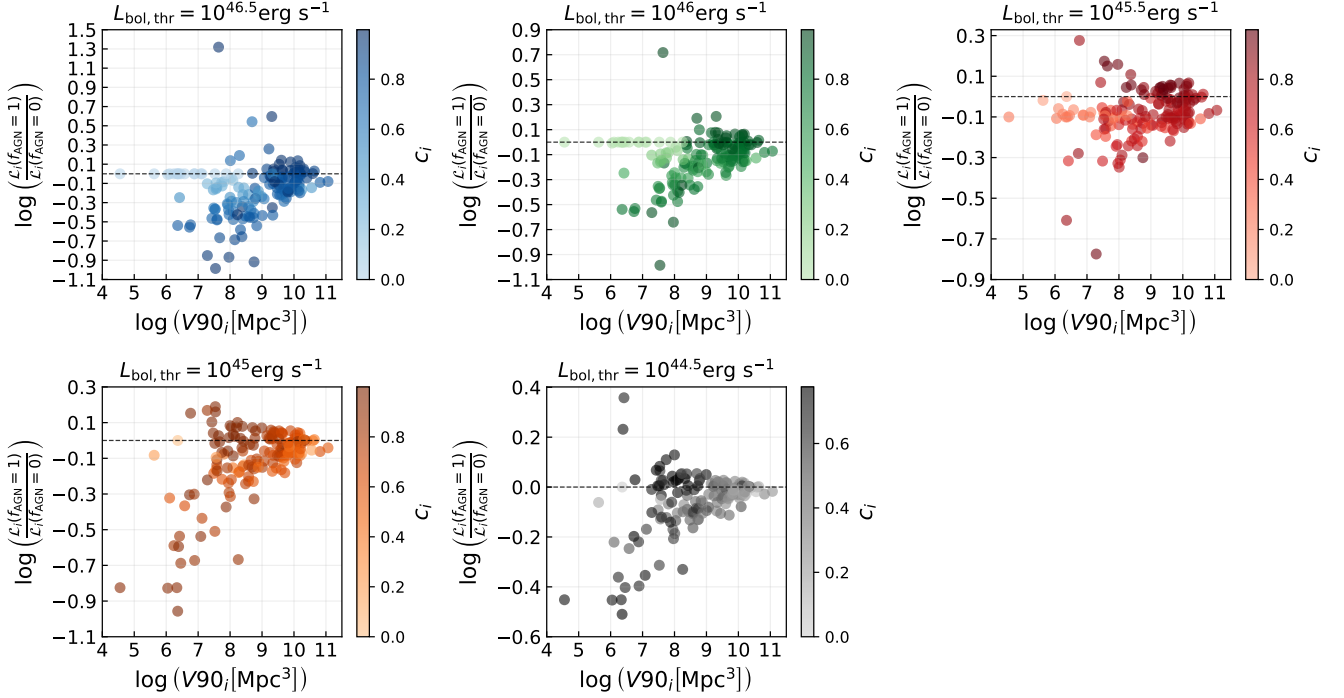 L_bol, thr = 10^46.5 erg s^−1
log(ℒ_i(f_AGN = 1) / ℒ_i(f_AGN = 0))
1.5
1.3
1.1
0.9
0.7
0.5
0.3
0.1
−0.1
−0.3
−0.5
−0.7
−0.9
−1.1
4 5 6 7 8 9 10 11
log (V90_i[Mpc^3])
0.8
0.6
0.4
0.2
0.0
c_i
L_bol, thr = 10^46 erg s^−1
log(ℒ_i(f_AGN = 1) / ℒ_i(f_AGN = 0))
0.9
0.7
0.5
0.3
0.1
−0.1
−0.3
−0.5
−0.7
−0.9
−1.1
4 5 6 7 8 9 10 11
log (V90_i[Mpc^3])
0.8
0.6
0.4
0.2
0.0
c_i
L_bol, thr = 10^45.5 erg s^−1
log(ℒ_i(f_AGN = 1) / ℒ_i(f_AGN = 0))
0.3
0.1
−0.1
−0.3
−0.5
−0.7
−0.9
4 5 6 7 8 9 10 11
log (V90_i[Mpc^3])
0.8
0.6
0.4
0.2
0.0
c_i
L_bol, thr = 10^45 erg s^−1
log(ℒ_i(f_AGN = 1) / ℒ_i(f_AGN = 0))
0.3
0.1
−0.1
−0.3
−0.5
−0.7
−0.9
−1.1
4 5 6 7 8 9 10 11
log (V90_i[Mpc^3])
0.8
0.6
0.4
0.2
0.0
c_i
L_bol, thr = 10^44.5 erg s^−1
log(ℒ_i(f_AGN = 1) / ℒ_i(f_AGN = 0))
0.4
0.2
0.0
−0.2
−0.4
−0.6
4 5 6 7 8 9 10 11
log (V90_i[Mpc^3])
0.6
0.4
0.2
0.0
c_i